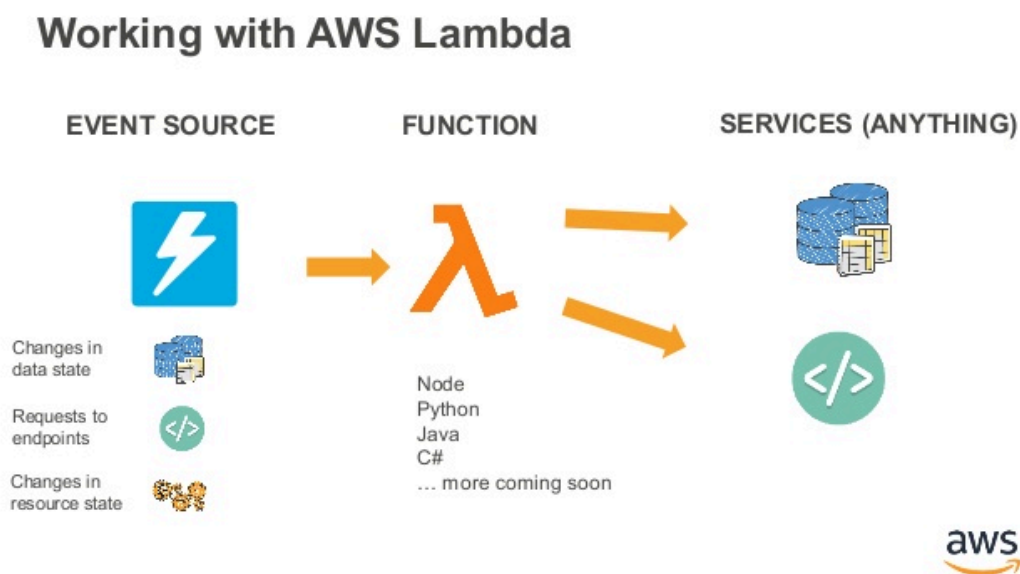 Working with AWS Lambda
EVENT SOURCE
FUNCTION
SERVICES (ANYTHING)
Changes in
data state
Requests to
endpoints
Changes in
resource state
Node
Python
Java
C#
... more coming soon
</>
</>
aws